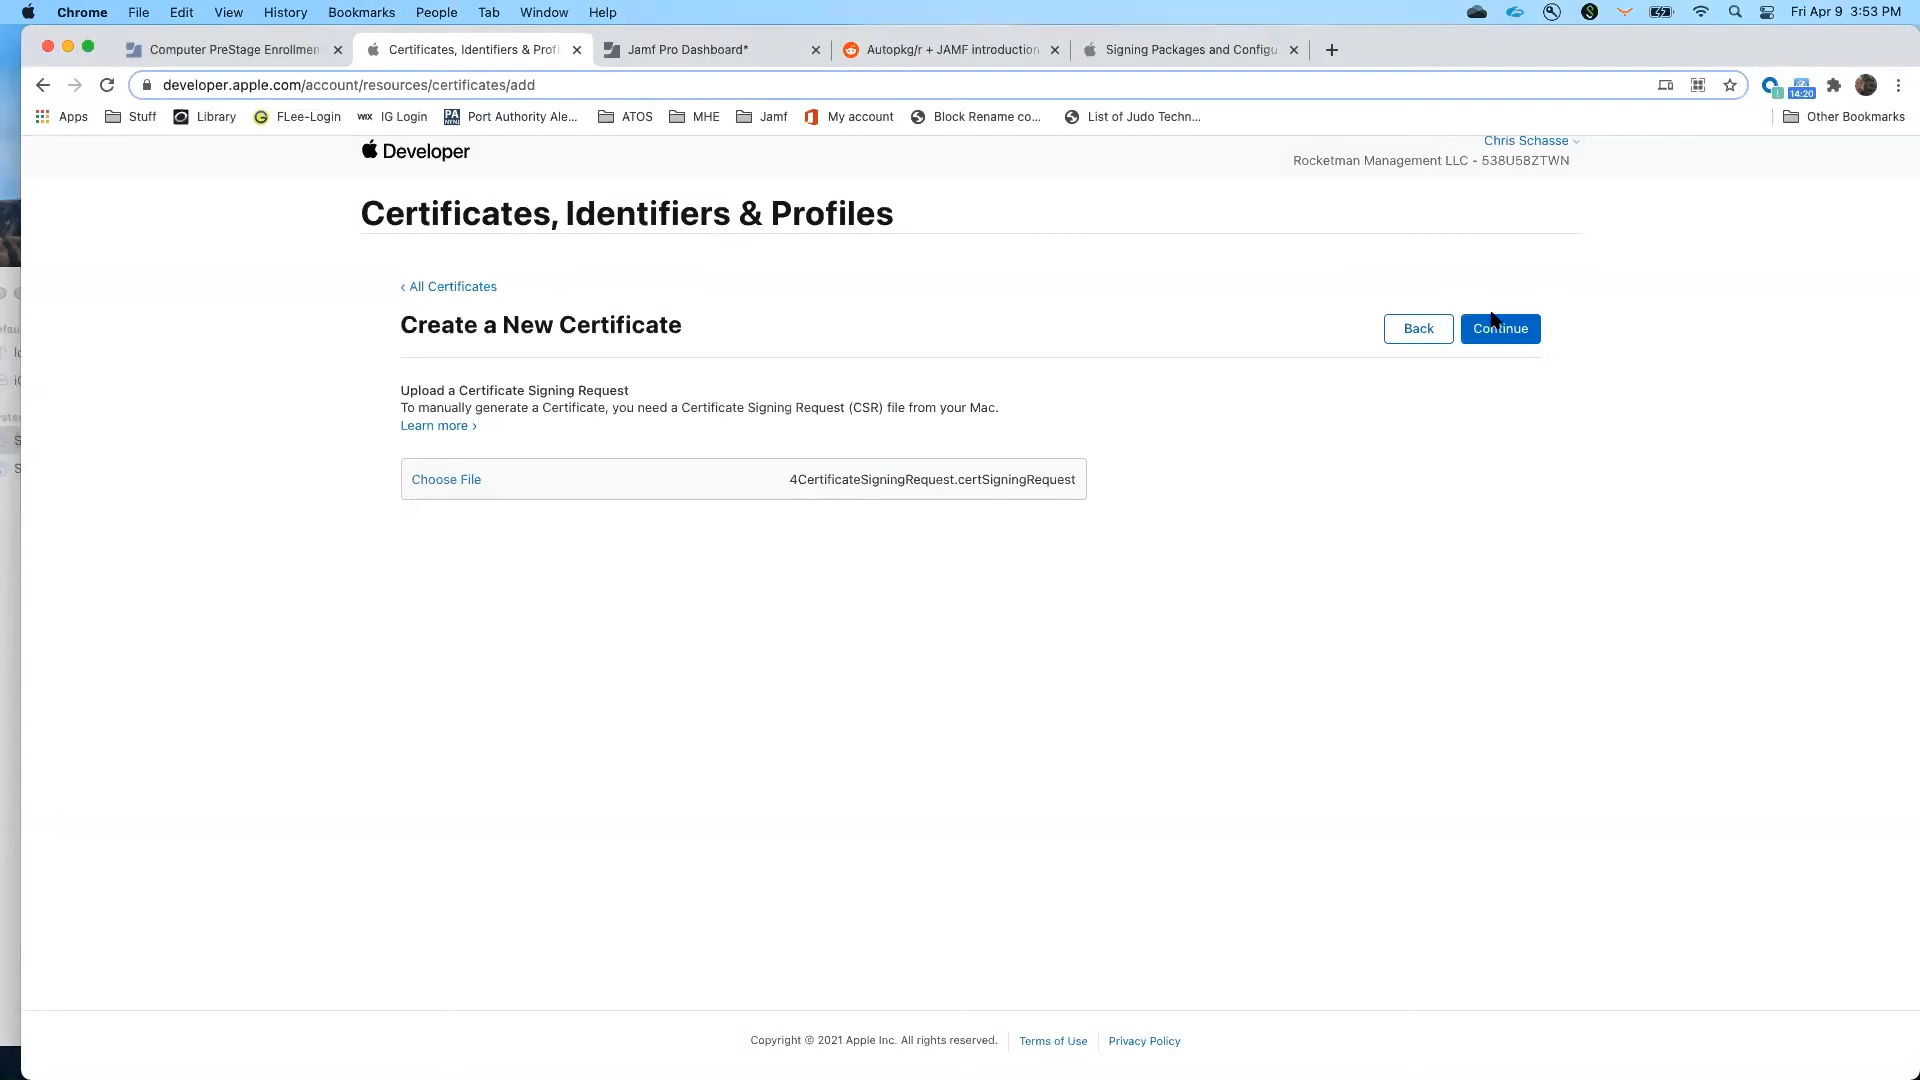 Chrome File Edit View History Bookmarks People Tab Window Help Fri Apr 9 3:53 PM
Computer PreStage Enrollmen Certificates, Identifiers & Profi Jamf Pro Dashboard* Autopkg/r + JAMF introduction Signing Packages and Configu
developer.apple.com/account/resources/certificates/add 14:20
Apps Stuff Library FLee-Login WIX IG Login PA NYNJ Port Authority Ale... ATOS MHE Jamf My account Block Rename co... List of Judo Techn... Other Bookmarks
Developer Chris Schasse
Rocketman Management LLC - 538U58ZTWN
Certificates, Identifiers & Profiles
‹ All Certificates
Create a New Certificate Back Continue
Upload a Certificate Signing Request
To manually generate a Certificate, you need a Certificate Signing Request (CSR) file from your Mac.
Learn more ›
Choose File 4CertificateSigningRequest.certSigningRequest
Copyright © 2021 Apple Inc. All rights reserved. Terms of Use Privacy Policy